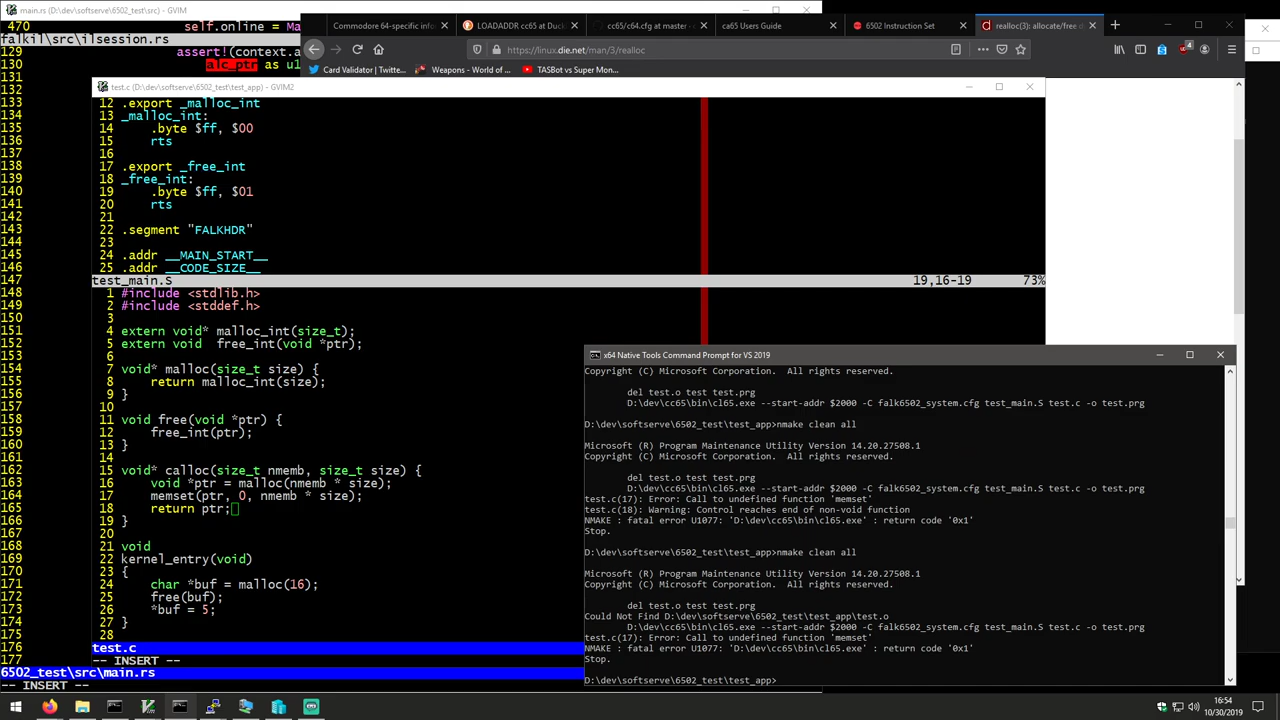 main.rs (D:\dev\softserve\6502_test\src) - GVIM
470 self.online = Ma
falkil\src\ilsession.rs
129 assert!(context.a
130 alc_ptr as u1
131
132
133
134
135
136
137
138
139
140
141
142
143
144
145
146
147
148
149
150
151
152
153
154
155
156
157
158
159
160
161
162
163
164
165
166
167
168
169
170
171
172
173
174
175
176
177
6502_test\src\main.rs
-- INSERT --
Commodore 64-specific infor
LOADADDR cc65 at Duck
cc65/c64.cfg at master · c
ca65 Users Guide
6502 Instruction Set
realloc(3): allocate/free d
https://linux.die.net/man/3/realloc
Card Validator | Twitte...
Weapons - World of ...
TASBot vs Super Mon...
test.c (D:\dev\softserve\6502_test\test_app) - GVIM2
12 .export _malloc_int
13 _malloc_int:
14 .byte $ff, $00
15 rts
16
17 .export _free_int
18 _free_int:
19 .byte $ff, $01
20 rts
21
22 .segment "FALKHDR"
23
24 .addr __MAIN_START__
25 .addr __CODE_SIZE__
test_main.S 19,16-19 73%
1 #include <stdlib.h>
2 #include <stddef.h>
3
4 extern void* malloc_int(size_t);
5 extern void free_int(void *ptr);
6
7 void* malloc(size_t size) {
8 return malloc_int(size);
9 }
10
11 void free(void *ptr) {
12 free_int(ptr);
13 }
14
15 void* calloc(size_t nmemb, size_t size) {
16 void *ptr = malloc(nmemb * size);
17 memset(ptr, 0, nmemb * size);
18 return ptr;
19 }
20
21 void
22 kernel_entry(void)
23 {
24 char *buf = malloc(16);
25 free(buf);
26 *buf = 5;
27 }
28
test.c
-- INSERT --
x64 Native Tools Command Prompt for VS 2019
Copyright (C) Microsoft Corporation. All rights reserved.
del test.o test test.prg
D:\dev\cc65\bin\cl65.exe --start-addr $2000 -C falk6502_system.cfg test_main.S test.c -o test.prg
D:\dev\softserve\6502_test\test_app>nmake clean all
Microsoft (R) Program Maintenance Utility Version 14.20.27508.1
Copyright (C) Microsoft Corporation. All rights reserved.
del test.o test test.prg
D:\dev\cc65\bin\cl65.exe --start-addr $2000 -C falk6502_system.cfg test_main.S test.c -o test.prg
test.c(17): Error: Call to undefined function 'memset'
test.c(18): Warning: Control reaches end of non-void function
NMAKE : fatal error U1077: 'D:\dev\cc65\bin\cl65.exe' : return code '0x1'
Stop.
D:\dev\softserve\6502_test\test_app>nmake clean all
Microsoft (R) Program Maintenance Utility Version 14.20.27508.1
Copyright (C) Microsoft Corporation. All rights reserved.
del test.o test test.prg
Could Not Find D:\dev\softserve\6502_test\test_app\test.o
D:\dev\cc65\bin\cl65.exe --start-addr $2000 -C falk6502_system.cfg test_main.S test.c -o test.prg
test.c(17): Error: Call to undefined function 'memset'
NMAKE : fatal error U1077: 'D:\dev\cc65\bin\cl65.exe' : return code '0x1'
Stop.
D:\dev\softserve\6502_test\test_app>
16:54
10/30/2019